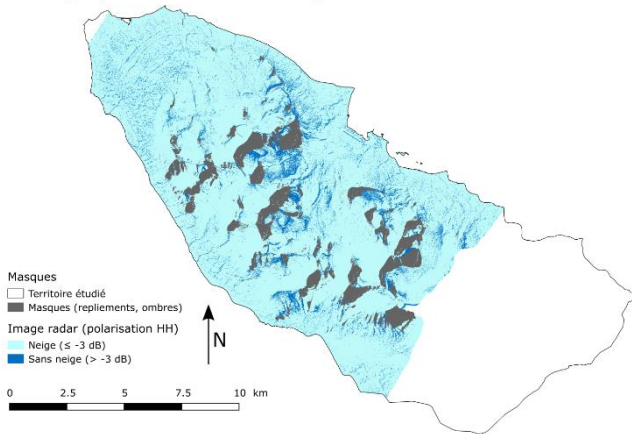 Masques
Territoire étudié
Masques (repliements, ombres)
Image radar (polarisation HH)
Neige (≤ -3 dB)
Sans neige (> -3 dB)
N
0 2.5 5 7.5 10 km